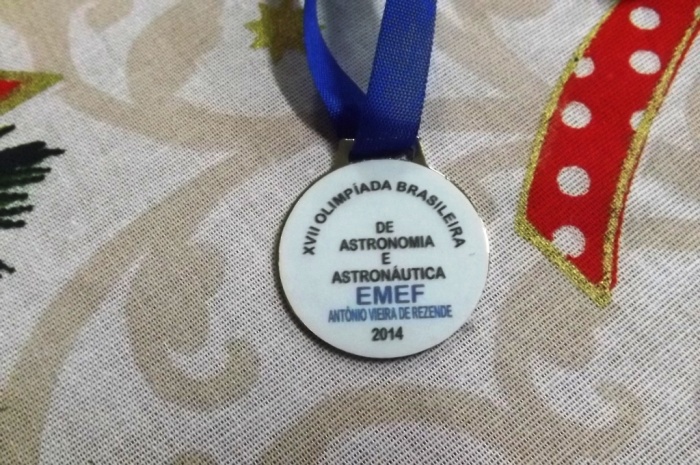 XVII OLIMPÍADA BRASILEIRA
DE
ASTRONOMIA
E
ASTRONÁUTICA
EMEF
ANTÔNIO VIEIRA DE REZENDE
2014